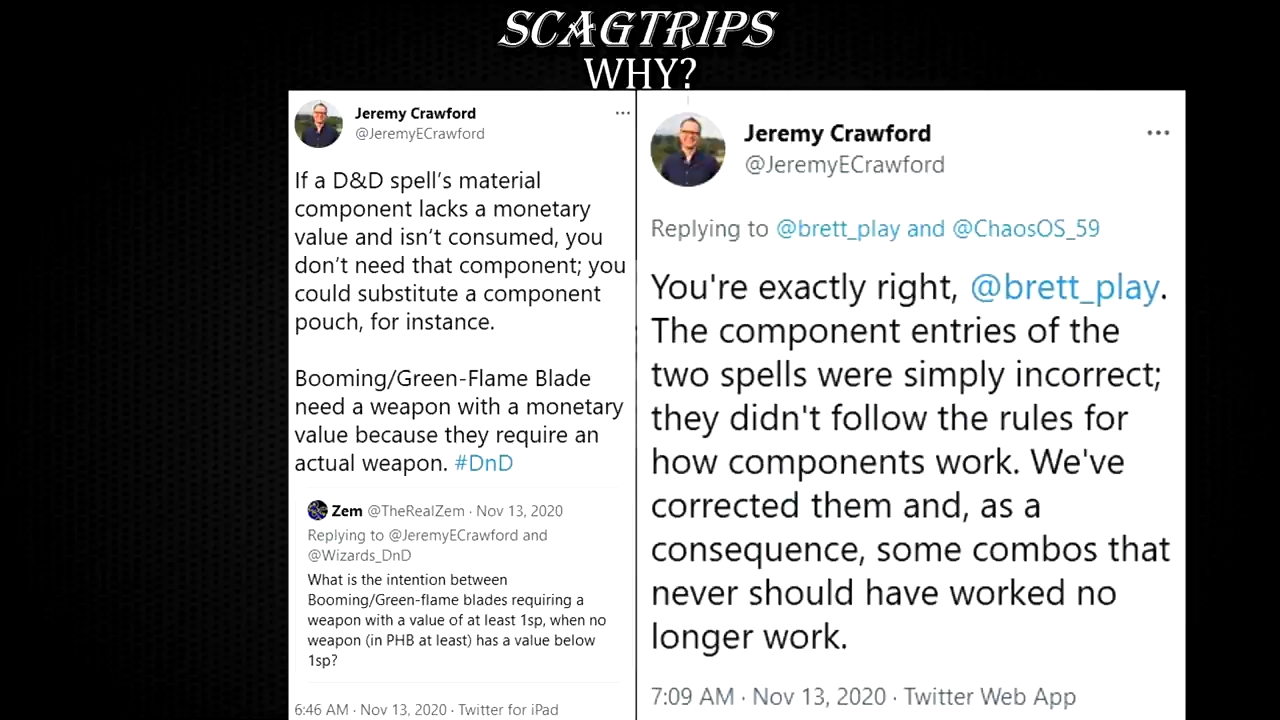 SCAGTRIPS
WHY?
Jeremy Crawford
@JeremyECrawford
If a D&D spell's material
component lacks a monetary
value and isn't consumed, you
don't need that component; you
could substitute a component
pouch, for instance.
Booming/Green-Flame Blade
need a weapon with a monetary
value because they require an
actual weapon. #DnD
Zem @TheRealZem · Nov 13, 2020
Replying to @JeremyECrawford and
@Wizards_DnD
What is the intention between
Booming/Green-flame blades requiring a
weapon with a value of at least 1sp, when no
weapon (in PHB at least) has a value below
1sp?
6:46 AM · Nov 13, 2020 · Twitter for iPad
Jeremy Crawford
@JeremyECrawford
Replying to @brett_play and @ChaosOS_59
You're exactly right, @brett_play.
The component entries of the
two spells were simply incorrect;
they didn't follow the rules for
how components work. We've
corrected them and, as a
consequence, some combos that
never should have worked no
longer work.
7:09 AM · Nov 13, 2020 · Twitter Web App